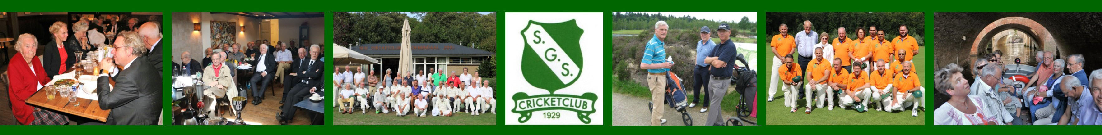 S.
G.
S.
CRICKETCLUB
1929